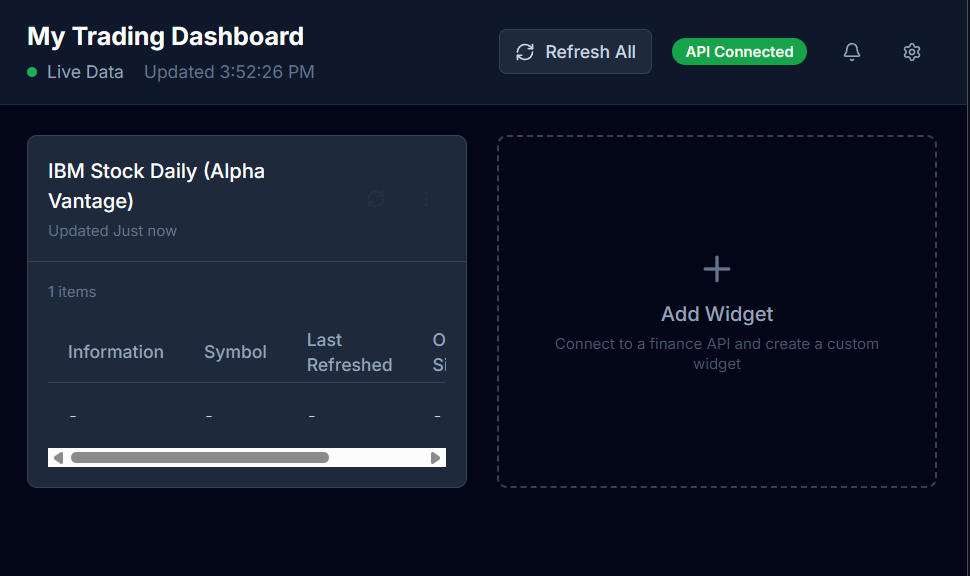 My Trading Dashboard
Live Data Updated 3:52:26 PM
Refresh All
API Connected
IBM Stock Daily (Alpha
Vantage)
Updated Just now
1 items
Information Symbol Last
Refreshed
- - - -
Add Widget
Connect to a finance API and create a custom
widget